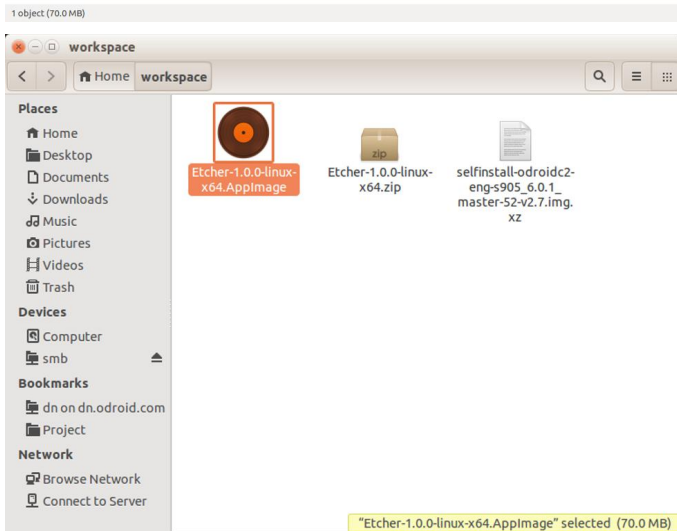 1 object (70.0 MB)
workspace
Home workspace
Places
Home
Desktop
Documents
Downloads
Music
Pictures
Videos
Trash
Devices
Computer
smb
Bookmarks
dn on dn.odroid.com
Project
Network
Browse Network
Connect to Server
Etcher-1.0.0-linux-
x64.AppImage
zip
Etcher-1.0.0-linux-
x64.zip
selfinstall-odroidc2-
eng-s905_6.0.1_
master-52-v2.7.img.
xz
"Etcher-1.0.0-linux-x64.AppImage" selected (70.0 MB)